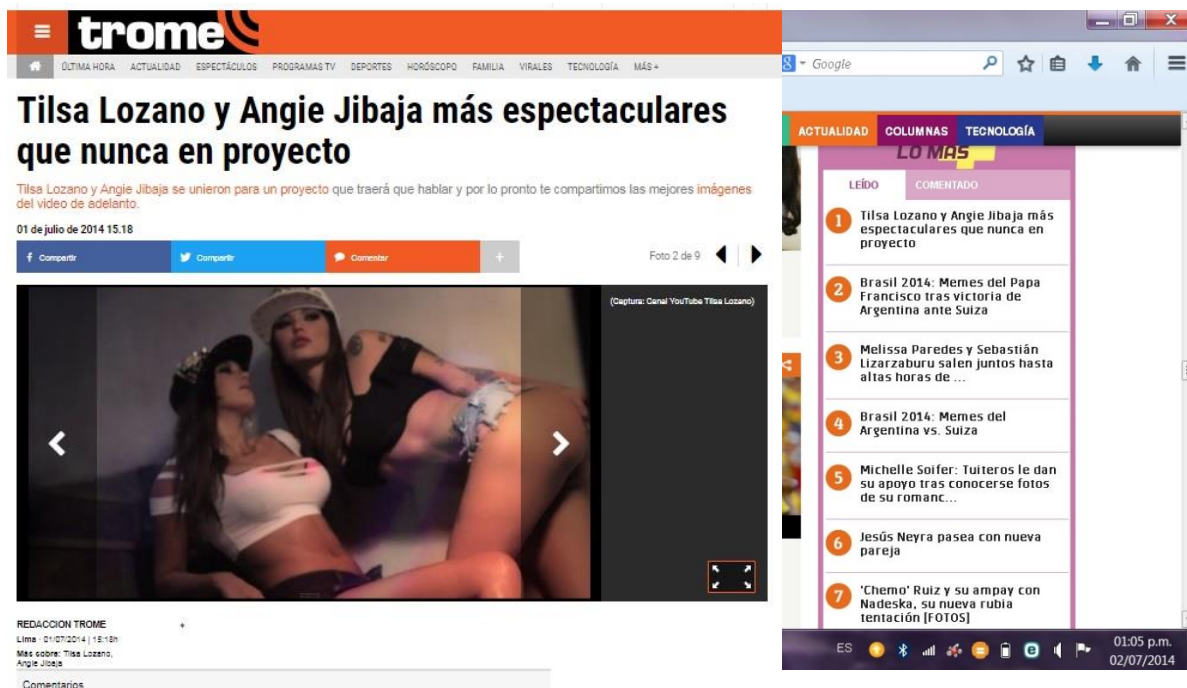 trome
ÚLTIMA HORA ACTUALIDAD ESPECTÁCULOS PROGRAMAS TV DEPORTES HORÓSCOPO FAMILIA VIRALES TECNOLOGÍA MÁS +
Tilsa Lozano y Angie Jibaja más espectaculares
que nunca en proyecto
Tilsa Lozano y Angie Jibaja se unieron para un proyecto que traerá que hablar y por lo pronto te compartimos las mejores imágenes
del video de adelanto.
01 de julio de 2014 15.18
f Compartir Compartir Comentar +
Foto 2 de 9
(Captura: Canal YouTube Tilsa Lozano)
REDACCION TROME +
Lima - 01/07/2014 | 15:18h
Más sobre: Tilsa Lozano,
Angie Jibaja
Comentarios
8 Google
ACTUALIDAD COLUMNAS TECNOLOGÍA
LO MAS
LEÍDO COMENTADO
1 Tilsa Lozano y Angie Jibaja más
espectaculares que nunca en
proyecto
2 Brasil 2014: Memes del Papa
Francisco tras victoria de
Argentina ante Suiza
3 Melissa Paredes y Sebastián
Lizarzaburu salen juntos hasta
altas horas de ...
4 Brasil 2014: Memes del
Argentina vs. Suiza
5 Michelle Soifer: Tuiteros le dan
su apoyo tras conocerse fotos
de su romanc...
6 Jesús Neyra pasea con nueva
pareja
7 'Chemo' Ruiz y su ampay con
Nadeska, su nueva rubia
tentación [FOTOS]
ES
01:05 p.m.
02/07/2014